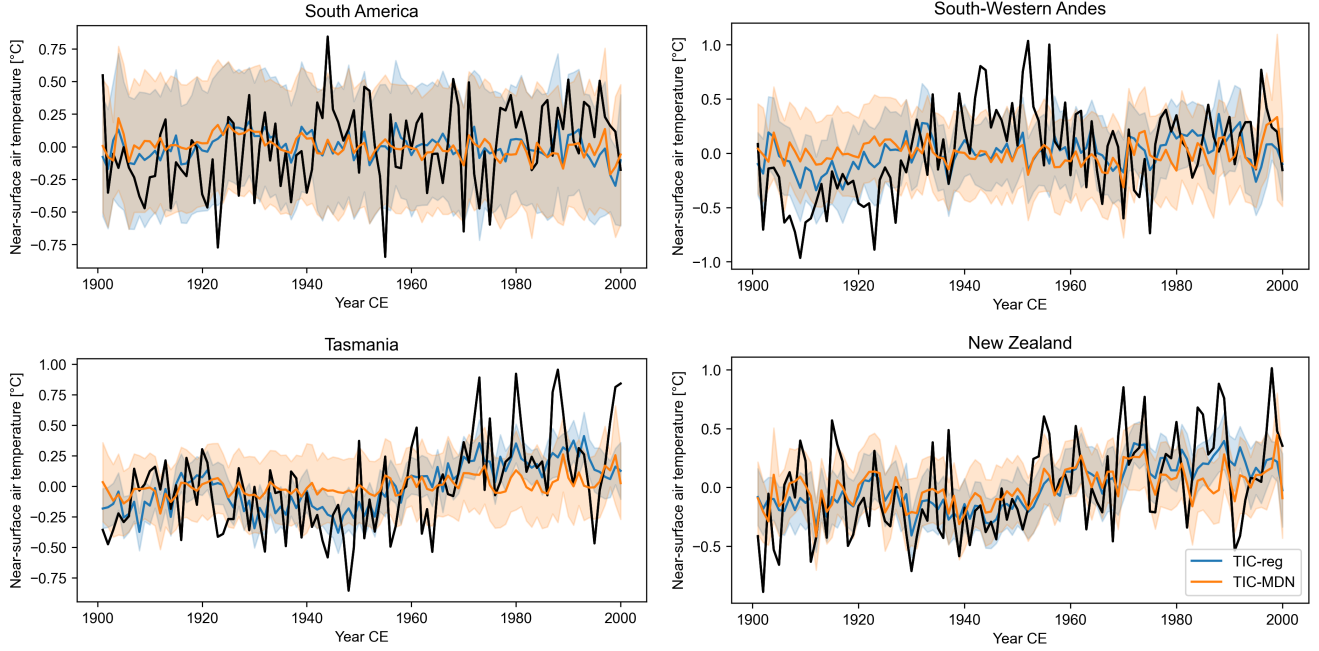 South America
Near-surface air temperature [°C]
0.75
0.50
0.25
0.00
−0.25
−0.50
−0.75
1900 1920 1940 1960 1980 2000
Year CE
South-Western Andes
Near-surface air temperature [°C]
1.0
0.5
0.0
−0.5
−1.0
1900 1920 1940 1960 1980 2000
Year CE
Tasmania
Near-surface air temperature [°C]
1.00
0.75
0.50
0.25
0.00
−0.25
−0.50
−0.75
1900 1920 1940 1960 1980 2000
Year CE
New Zealand
Near-surface air temperature [°C]
1.0
0.5
0.0
−0.5
TIC-reg
TIC-MDN
1900 1920 1940 1960 1980 2000
Year CE